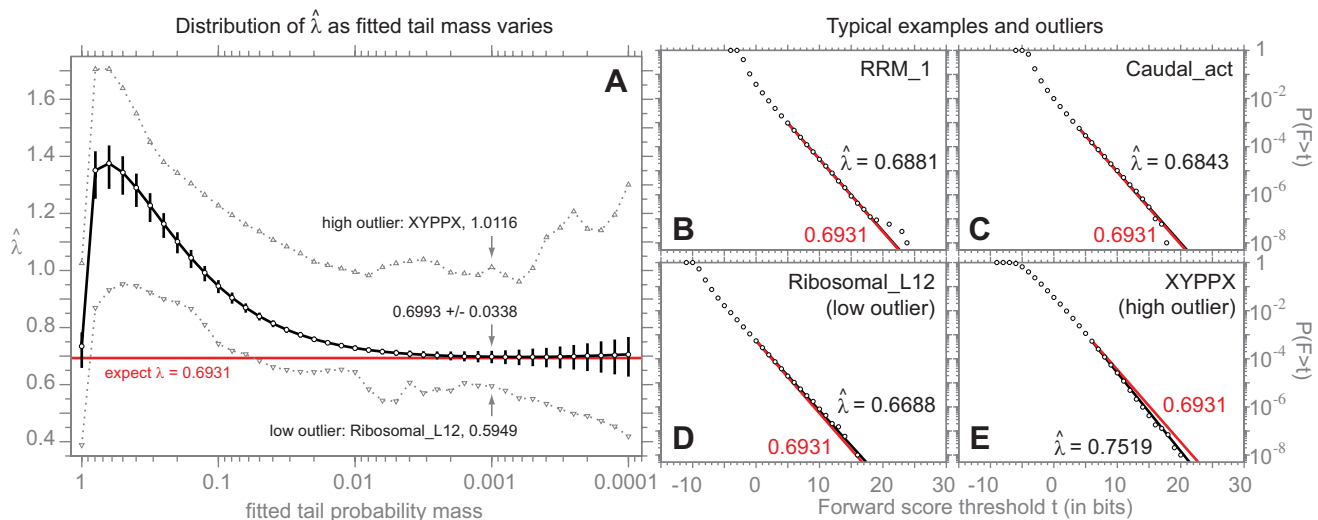 Distribution of λ̂ as fitted tail mass varies
Typical examples and outliers
A
1.6
1.4
1.2
1.0
0.8
0.6
0.4
λ̂
high outlier: XYPPX, 1.0116
0.6993 +/- 0.0338
expect λ = 0.6931
low outlier: Ribosomal_L12, 0.5949
1 0.1 0.01 0.001 0.0001
fitted tail probability mass
RRM_1
λ̂ = 0.6881
0.6931
B
Caudal_act
λ̂ = 0.6843
0.6931
C
1
10⁻²
10⁻⁴
10⁻⁶
10⁻⁸
P(F>t)
Ribosomal_L12
(low outlier)
λ̂ = 0.6688
0.6931
D
XYPPX
(high outlier)
0.6931
λ̂ = 0.7519
E
1
10⁻²
10⁻⁴
10⁻⁶
10⁻⁸
P(F>t)
-10 0 10 20 -10 0 10 20 30
Forward score threshold t (in bits)